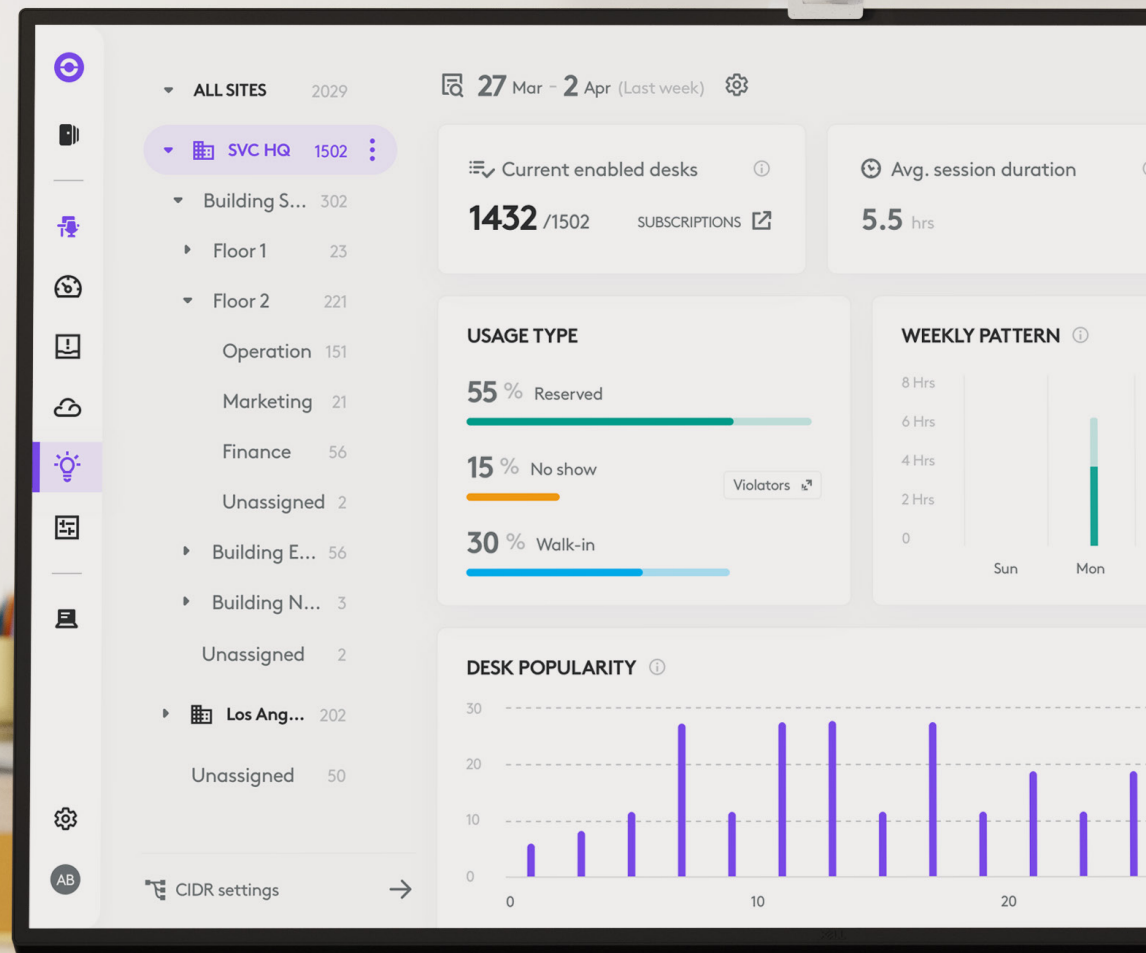 ALL SITES 2029
SVC HQ 1502
Building S... 302
Floor 1 23
Floor 2 221
Operation 151
Marketing 21
Finance 56
Unassigned 2
Building E... 56
Building N... 3
Unassigned 2
Los Ang... 202
Unassigned 50
CIDR settings
AB
27 Mar - 2 Apr (Last week)
Current enabled desks
1432 /1502 SUBSCRIPTIONS
Avg. session duration
5.5 hrs
USAGE TYPE
55 % Reserved
15 % No show
Violators
30 % Walk-in
WEEKLY PATTERN
8 Hrs
6 Hrs
4 Hrs
2 Hrs
0
Sun Mon
DESK POPULARITY
30
20
10
0
0 10 20